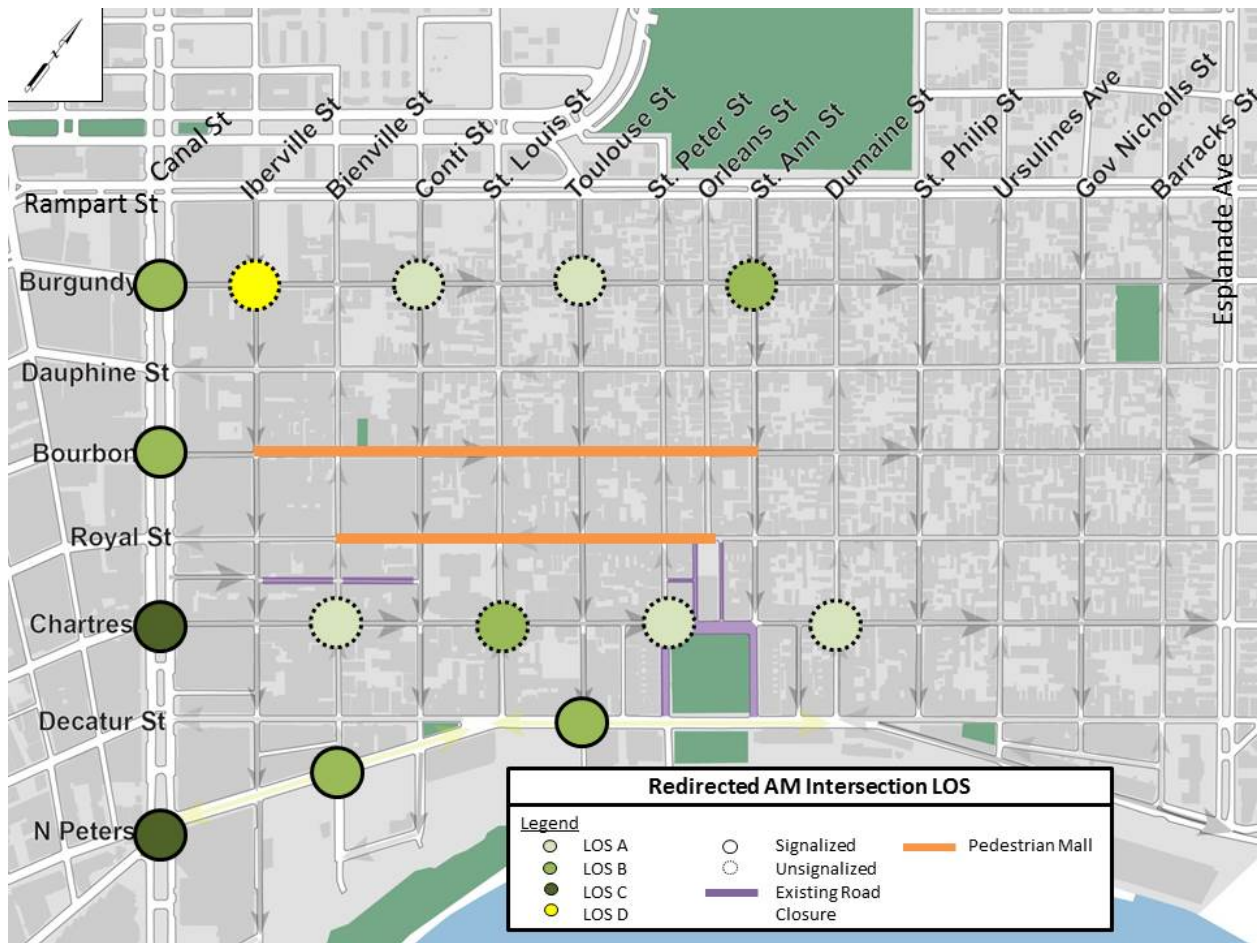 Canal St
Iberville St
Bienville St
Conti St
St. Louis St
Toulouse St
St. Peter St
Orleans St
St. Ann St
Dumaine St
St. Philip St
Ursulines Ave
Gov Nicholls St
Barracks St
Esplanade Ave
Rampart St
Burgundy
Dauphine St
Bourbon
Royal St
Chartres
Decatur St
N Peters
Redirected AM Intersection LOS
Legend
LOS A
LOS B
LOS C
LOS D
Signalized
Unsignalized
Existing Road
Closure
Pedestrian Mall